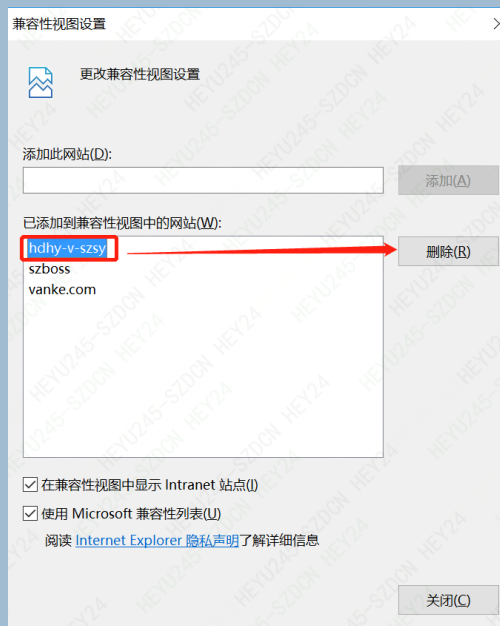 兼容性视图设置
更改兼容性视图设置
添加此网站(D):
添加(A)
已添加到兼容性视图中的网站(W):
hdhy-v-szsy
删除(R)
szboss
vanke.com
在兼容性视图中显示 Intranet 站点(I)
使用 Microsoft 兼容性列表(U)
阅读 Internet Explorer 隐私声明了解详细信息
关闭(C)
HEYU245-SZDCN HEY24